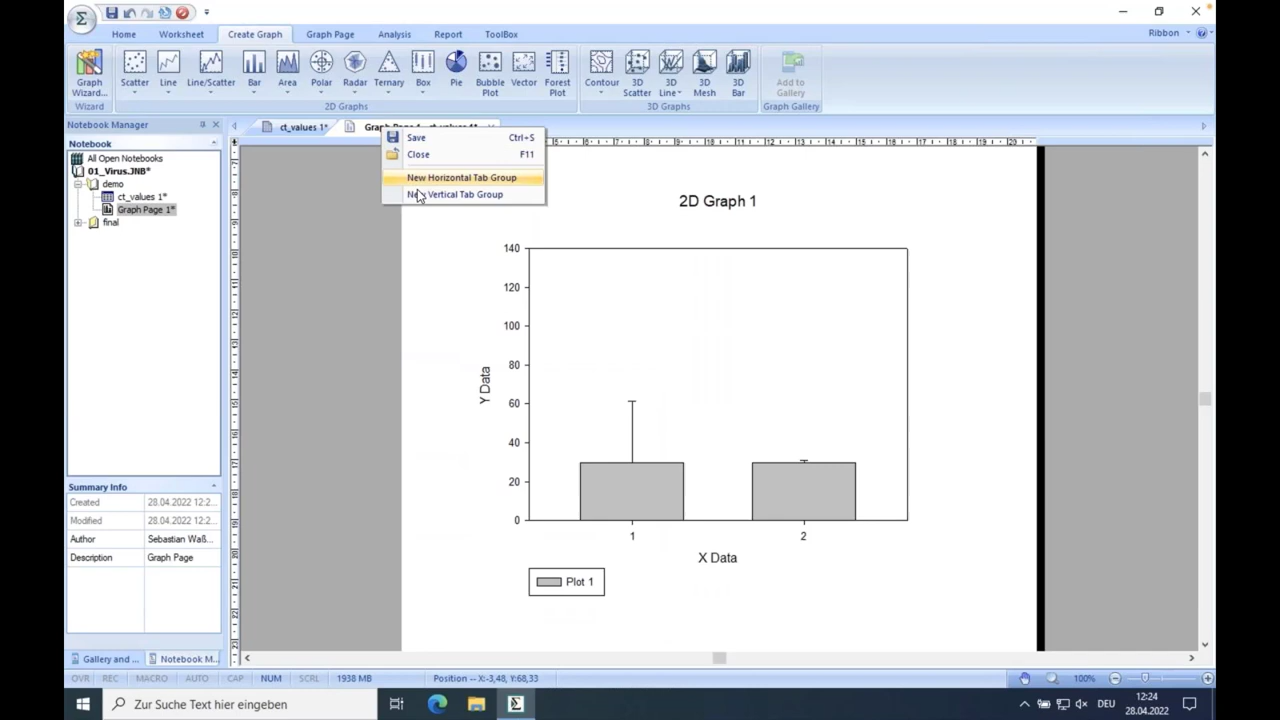 Σ
Ribbon
Home Worksheet Create Graph Graph Page Analysis Report ToolBox
Graph Wizard... Scatter Line Line/Scatter Bar Area Polar Radar Ternary Box Pie Bubble Plot Vector Forest Plot Contour 3D Scatter 3D Line 3D Mesh 3D Bar Add to Gallery
Wizard 2D Graphs 3D Graphs Graph Gallery
Notebook Manager
ct_values 1*
Notebook
All Open Notebooks
01_Virus.JNB*
demo
ct_values 1*
Graph Page 1*
final
Save Ctrl+S
Close F11
New Horizontal Tab Group
Vertical Tab Group
2D Graph 1
140
120
100
80
60
40
20
0
Y Data
1 2
X Data
Plot 1
Summary Info
Created 28.04.2022 12:2...
Modified 28.04.2022 12:2...
Author Sebastian Waß...
Description Graph Page
Gallery and ... Notebook M...
OVR REC MACRO AUTO CAP NUM SCRL 1938 MB Position -- X:-3,48, Y:68,33 100%
Zur Suche Text hier eingeben
DEU
12:24
28.04.2022